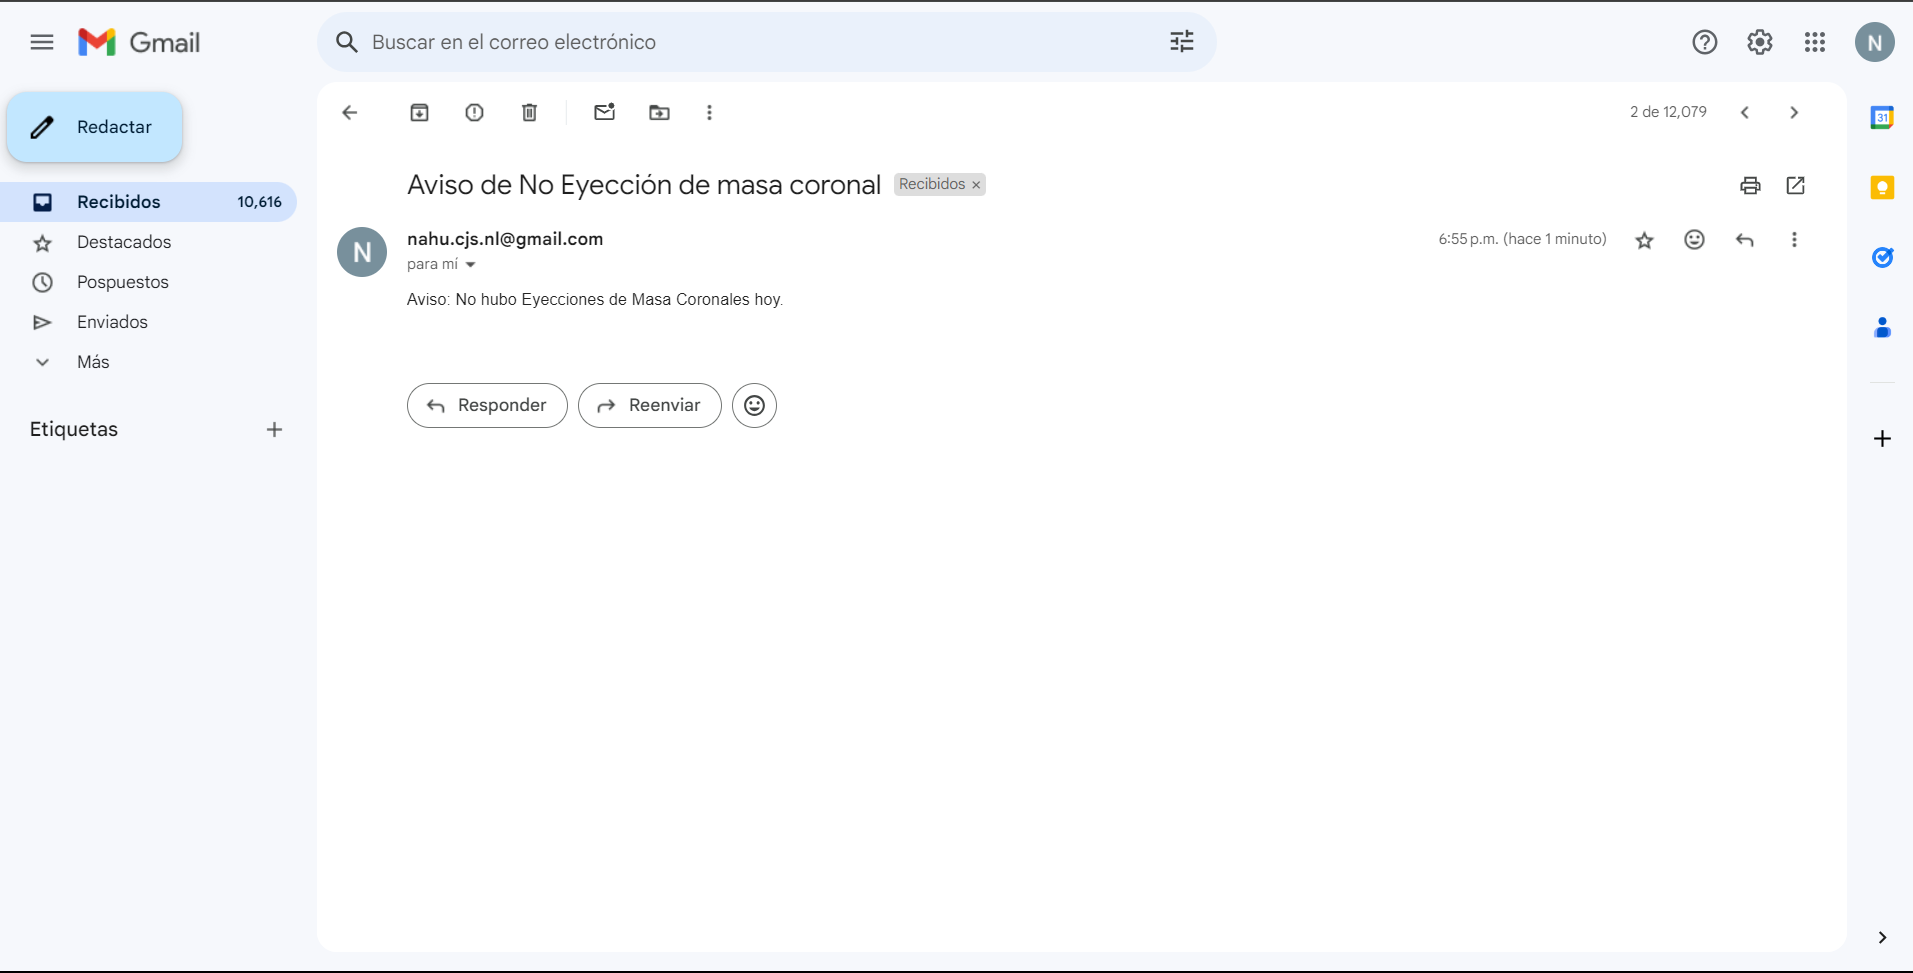 Gmail
Buscar en el correo electrónico
N
Redactar
2 de 12,079
31
Recibidos 10,616
Destacados
Pospuestos
Enviados
Más
Etiquetas
Aviso de No Eyección de masa coronal Recibidos ×
N
nahu.cjs.nl@gmail.com 6:55 p.m. (hace 1 minuto)
para mí
Aviso: No hubo Eyecciones de Masa Coronales hoy.
Responder Reenviar